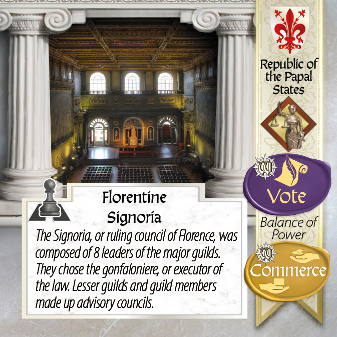 Republic of
the Papal
States
Vote
Balance of
Power
Commerce
Florentine
Signoria
The Signoria, or ruling council of Florence, was
composed of 8 leaders of the major guilds.
They chose the gonfaloniere, or executor of
the law. Lesser guilds and guild members
made up advisory councils.